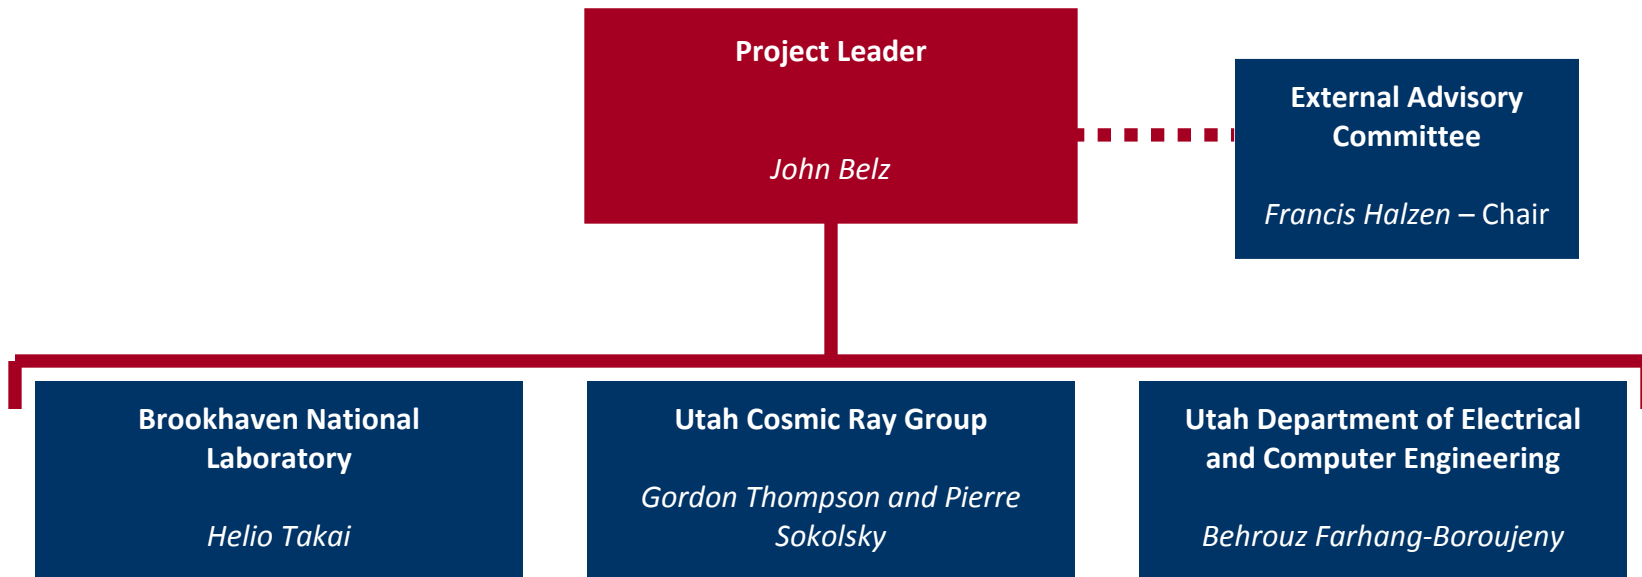 Project Leader
John Belz
External Advisory
Committee
Francis Halzen – Chair
Brookhaven National
Laboratory
Helio Takai
Utah Cosmic Ray Group
Gordon Thompson and Pierre
Sokolsky
Utah Department of Electrical
and Computer Engineering
Behrouz Farhang-Boroujeny